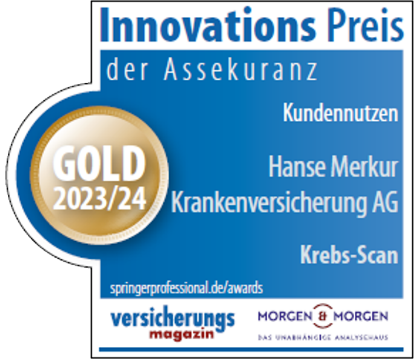 Innovations Preis
der Assekuranz
Kundennutzen
GOLD
2023/24
Hanse Merkur
Krankenversicherung AG
Krebs-Scan
springerprofessional.de/awards
versicherungs
magazin
MORGEN & MORGEN
DAS UNABHÄNGIGE ANALYSEHAUS